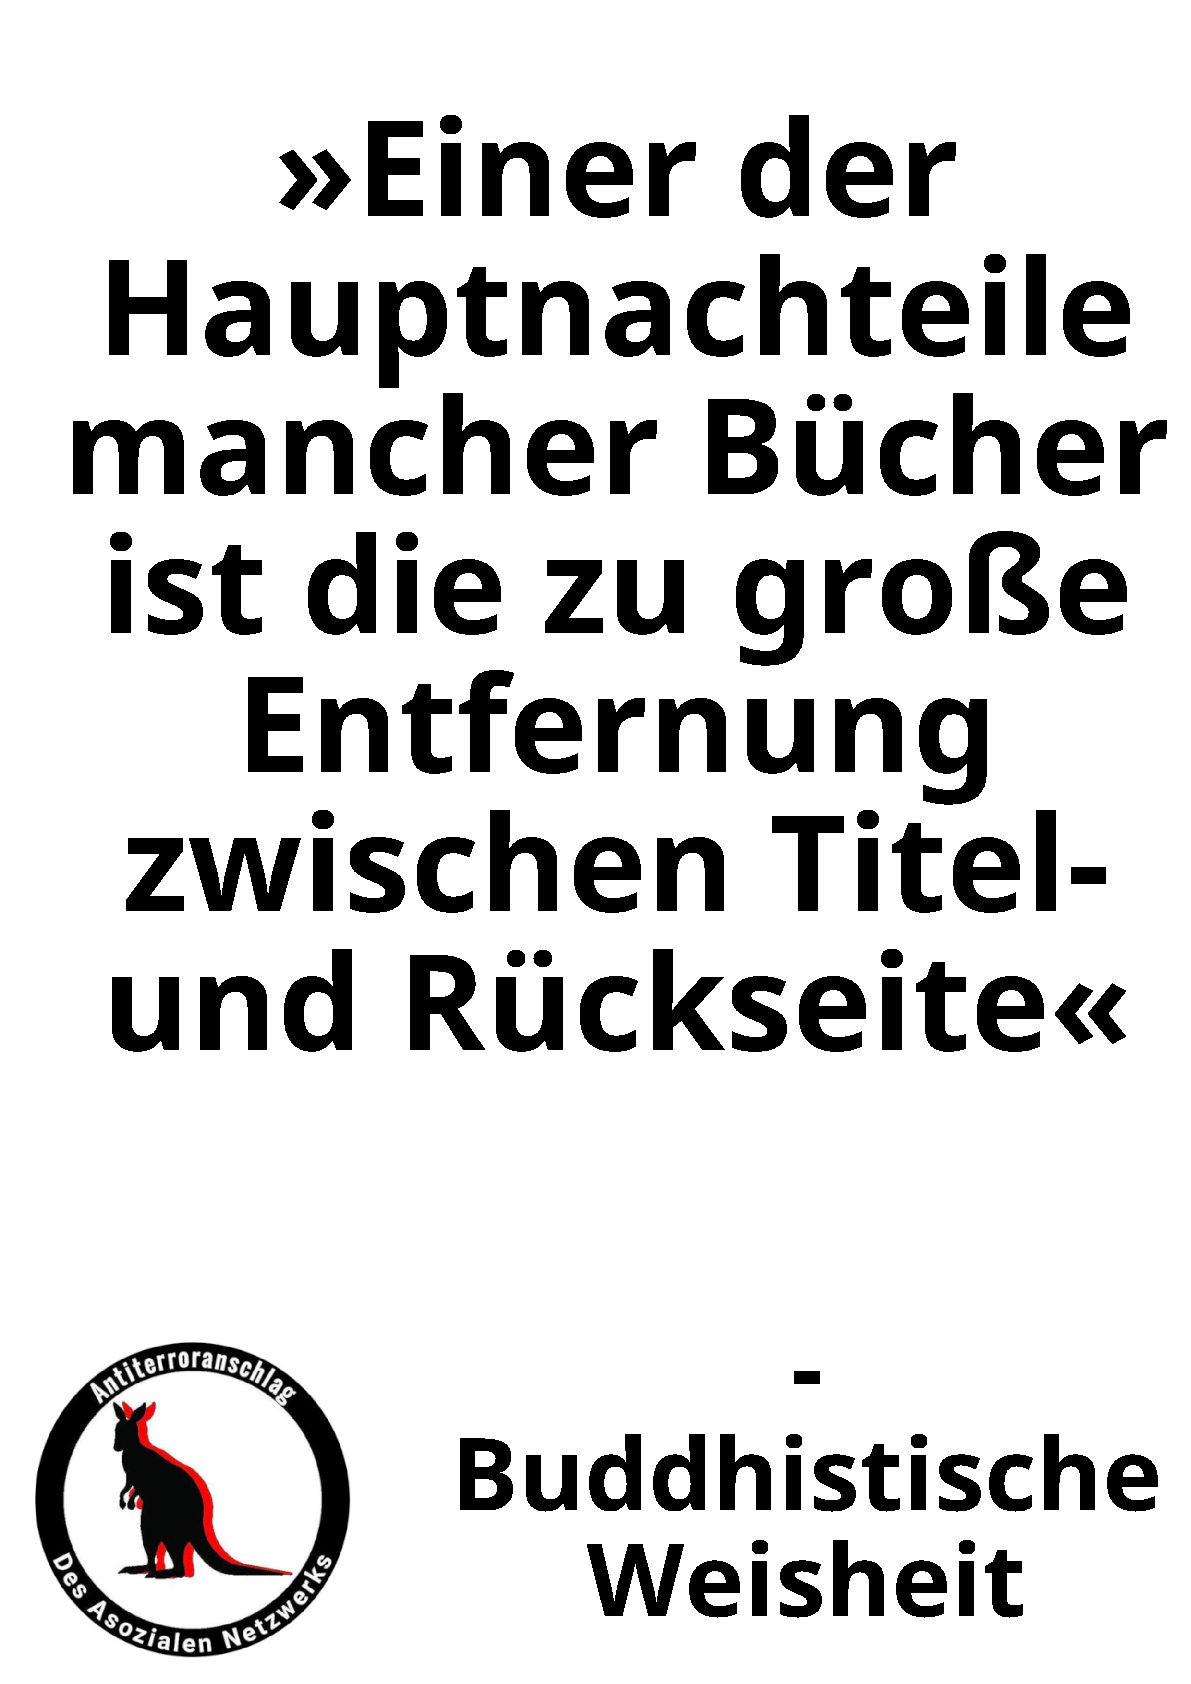 »Einer der
Hauptnachteile
mancher Bücher
ist die zu große
Entfernung
zwischen Titel-
und Rückseite«
Antiterroranschlag
Des Asozialen Netzwerks
-
Buddhistische
Weisheit